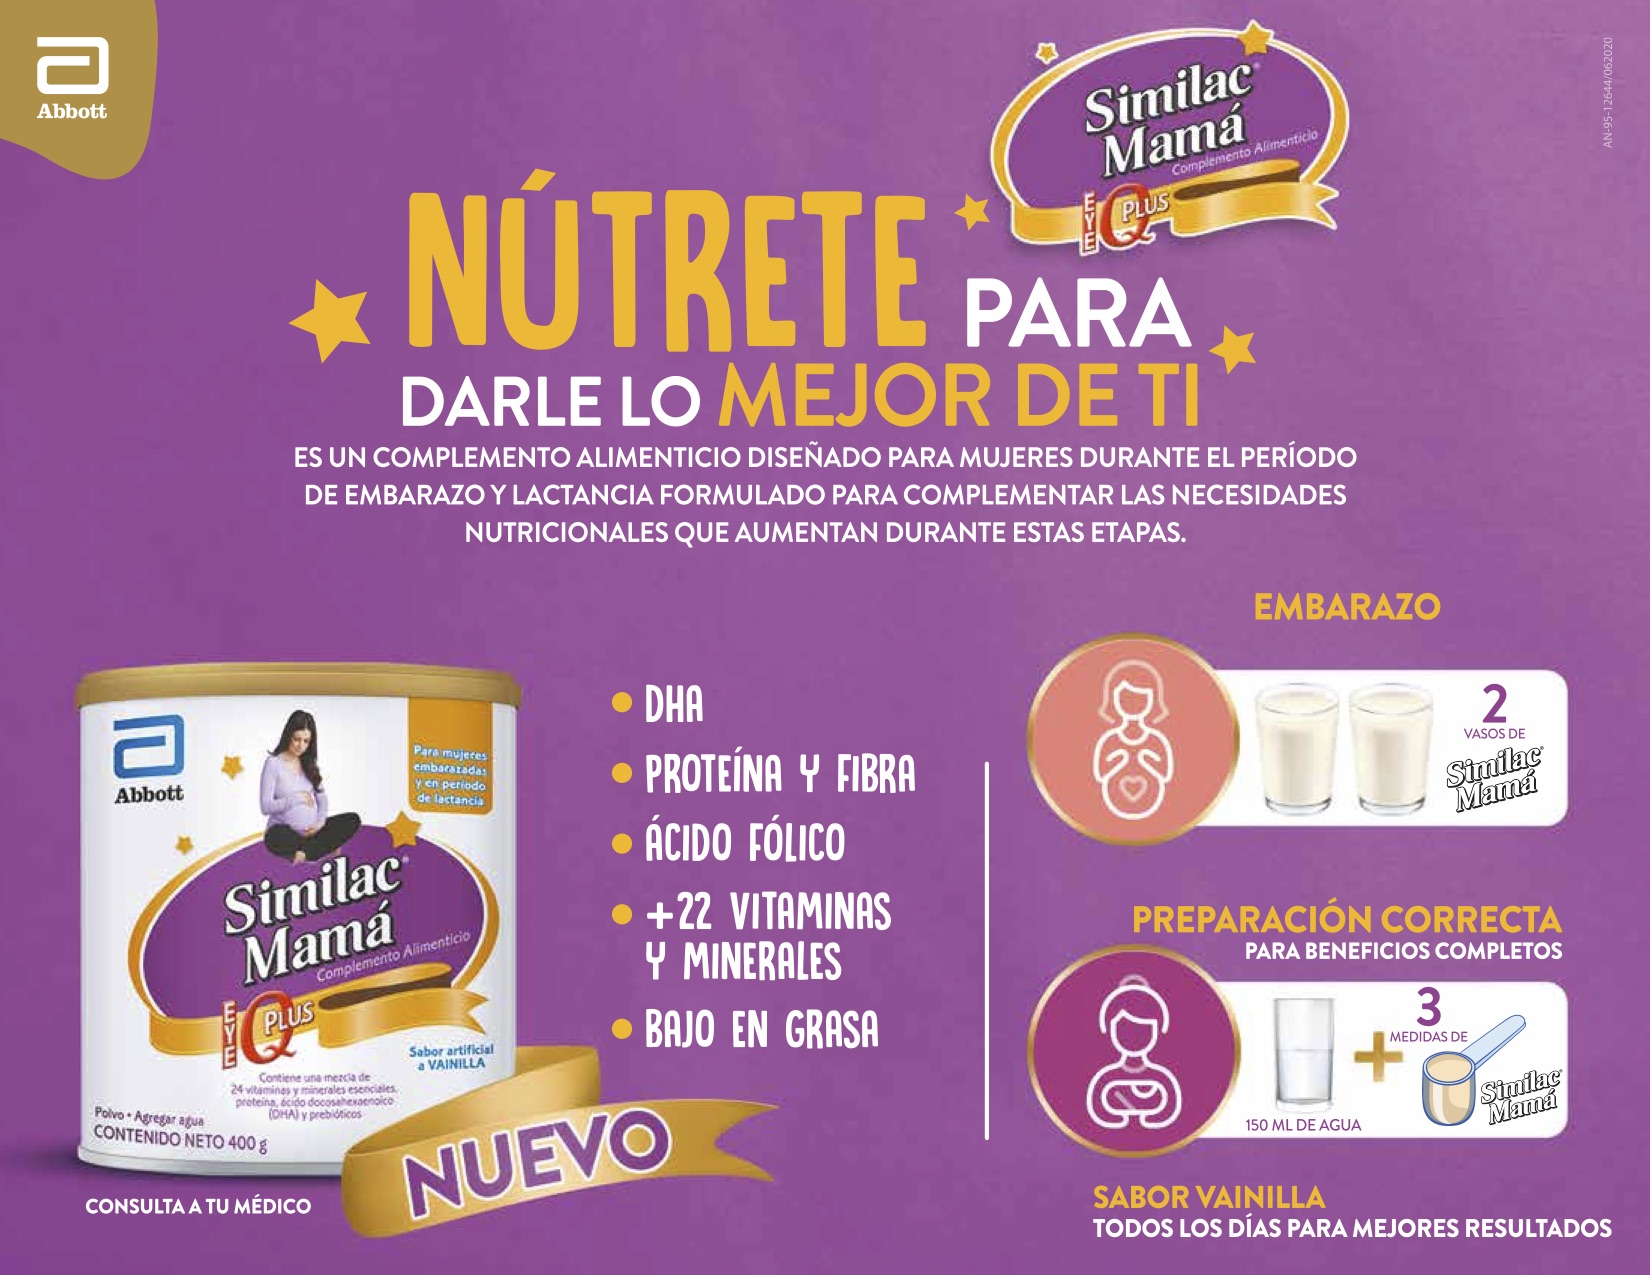 Abbott
AN-95-12644/062020
Similac
Mamá
Complemento Alimenticio
EYE Q PLUS
NÚTRETE PARA
DARLE LO MEJOR DE TI
ES UN COMPLEMENTO ALIMENTICIO DISEÑADO PARA MUJERES DURANTE EL PERÍODO
DE EMBARAZO Y LACTANCIA FORMULADO PARA COMPLEMENTAR LAS NECESIDADES
NUTRICIONALES QUE AUMENTAN DURANTE ESTAS ETAPAS.
Abbott
Para mujeres
embarazadas
y en período
de lactancia
Similac®
Mamá
Complemento Alimenticio
EYE Q PLUS
Sabor artificial
a VAINILLA
Contiene una mezcla de
24 vitaminas y minerales esenciales,
proteína, ácido docosahexaenoico
(DHA) y prebióticos
Polvo • Agregar agua
CONTENIDO NETO 400 g
NUEVO
CONSULTA A TU MÉDICO
• DHA
• PROTEÍNA Y FIBRA
• ÁCIDO FÓLICO
• +22 VITAMINAS
Y MINERALES
• BAJO EN GRASA
EMBARAZO
2
VASOS DE
Similac®
Mamá
PREPARACIÓN CORRECTA
PARA BENEFICIOS COMPLETOS
150 ML DE AGUA
+
3
MEDIDAS DE
Similac®
Mamá
SABOR VAINILLA
TODOS LOS DÍAS PARA MEJORES RESULTADOS